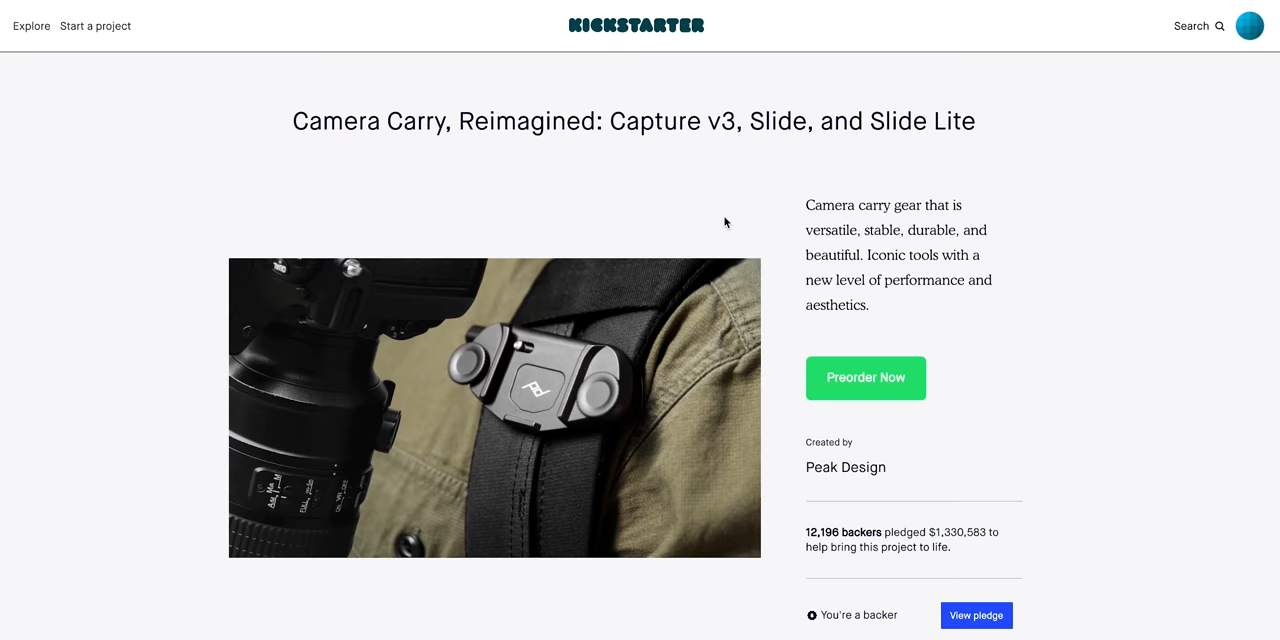 Explore Start a project KICKSTARTER Search
Camera Carry, Reimagined: Capture v3, Slide, and Slide Lite
Camera carry gear that is
versatile, stable, durable, and
beautiful. Iconic tools with a
new level of performance and
aesthetics.
Preorder Now
Created by
Peak Design
12,196 backers pledged $1,330,583 to
help bring this project to life.
You're a backer View pledge